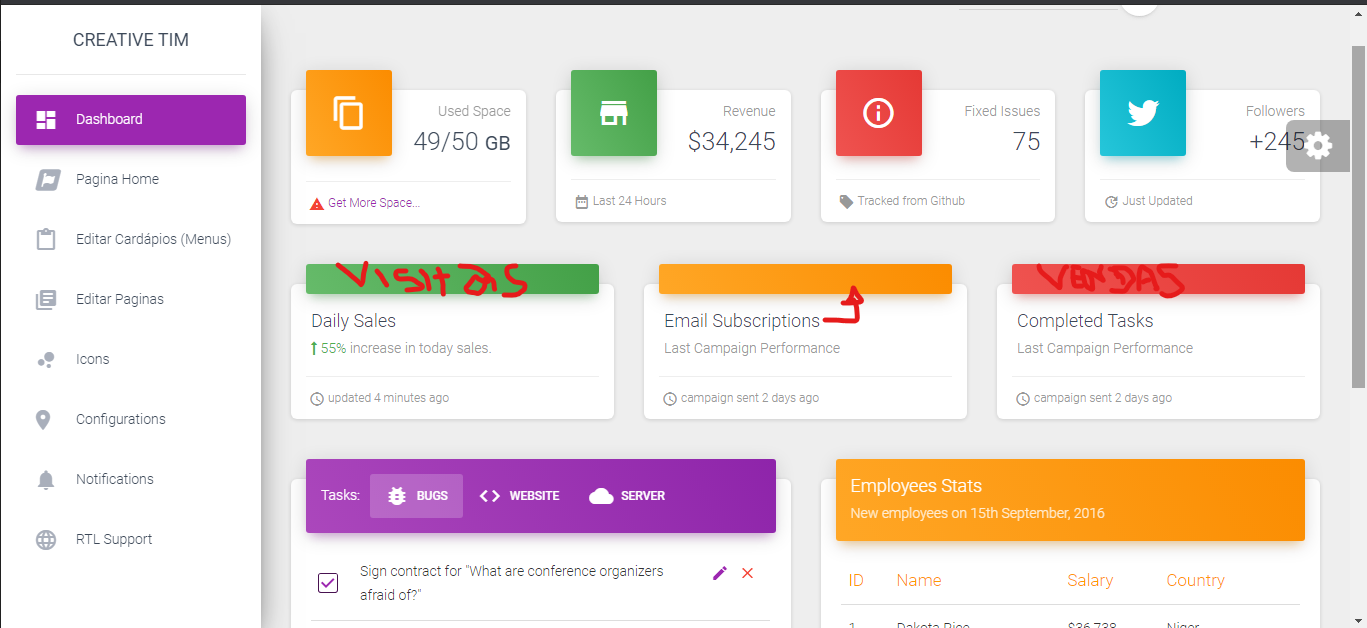 CREATIVE TIM
Dashboard
Pagina Home
Editar Cardápios (Menus)
Editar Paginas
Icons
Configurations
Notifications
RTL Support
Used Space
49/50 GB
Get More Space...
Revenue
$34,245
Last 24 Hours
Fixed Issues
75
Tracked from Github
Followers
+245
Just Updated
VISITAS
Daily Sales
55% increase in today sales.
updated 4 minutes ago
Email Subscriptions
Last Campaign Performance
campaign sent 2 days ago
VENDAS
Completed Tasks
Last Campaign Performance
campaign sent 2 days ago
Tasks: BUGS WEBSITE SERVER
Sign contract for "What are conference organizers
afraid of?"
Employees Stats
New employees on 15th September, 2016
ID Name Salary Country
1 Dakota Rice $36,738 Niger